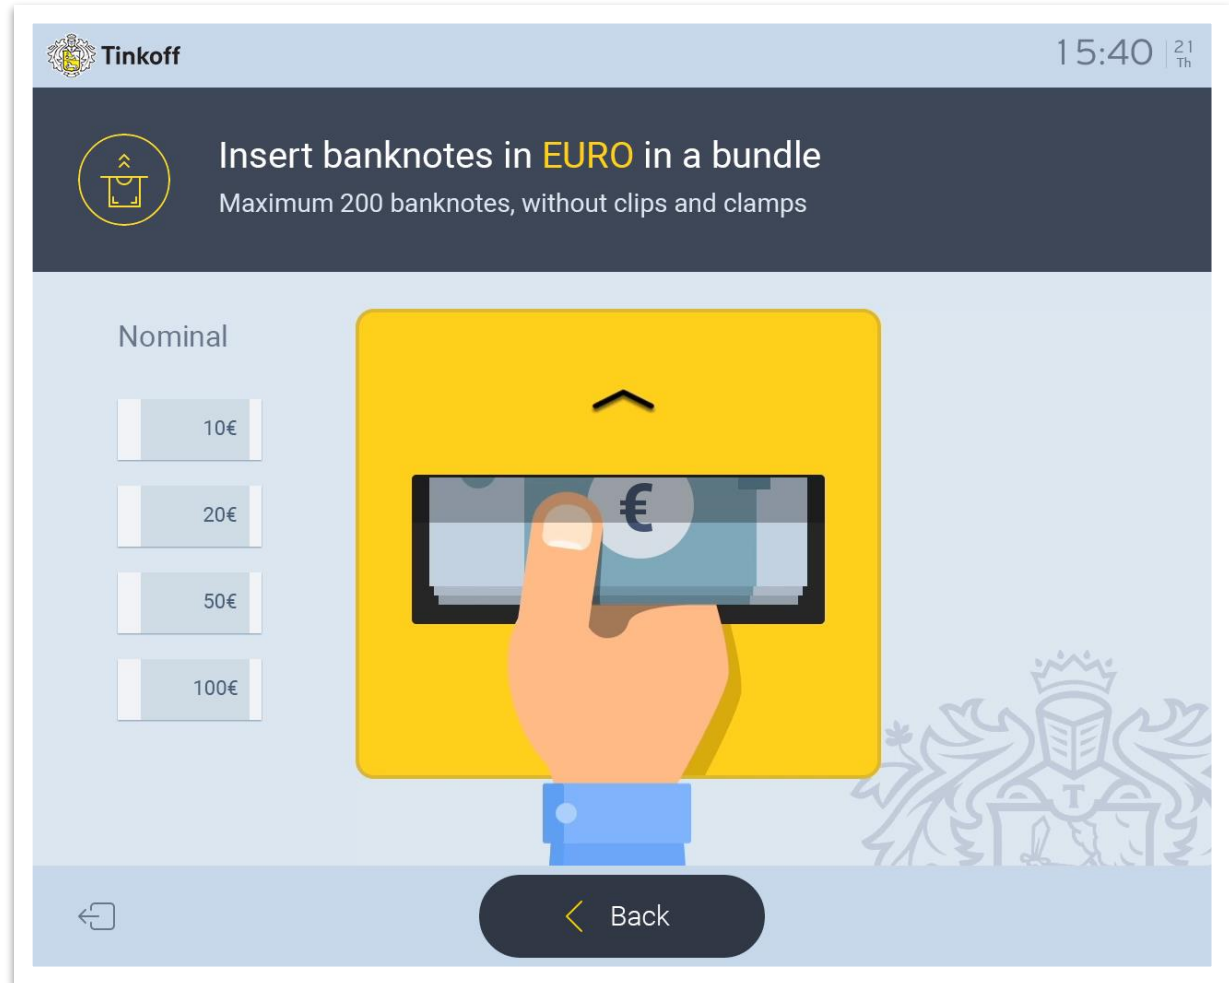 Tinkoff
15:40 21 Th
Insert banknotes in EURO in a bundle
Maximum 200 banknotes, without clips and clamps
Nominal
10€
20€
50€
100€
€
T
Back